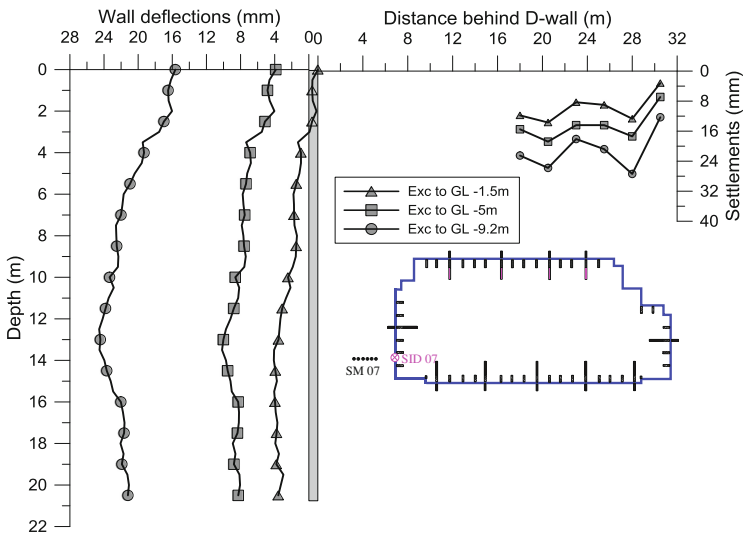 Wall deflections (mm)
28 24 20 16 12 8 4 00
Distance behind D-wall (m)
4 8 12 16 20 24 28 32
0
2
4
6
8
10
12
14
16
18
20
22
Depth (m)
0
8
16
24
32
40
Settlements (mm)
Exc to GL -1.5m
Exc to GL -5m
Exc to GL -9.2m
SID 07
SM 07